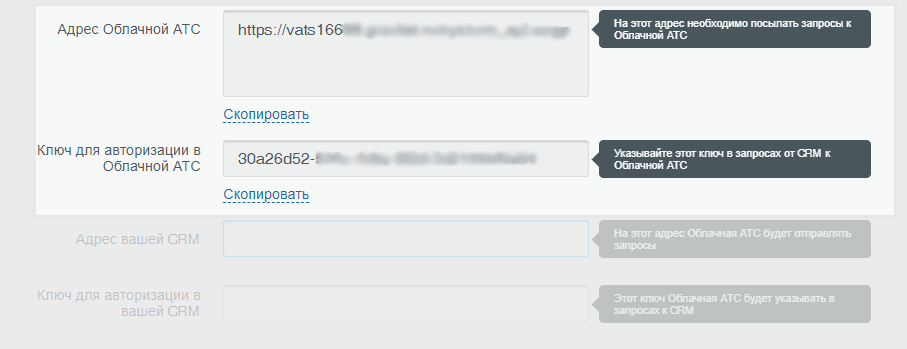 Адрес Облачной АТС
https://vats166
На этот адрес необходимо посылать запросы к
Облачной АТС
Скопировать
Ключ для авторизации в
Облачной АТС
30a26d52-
Указывайте этот ключ в запросах от CRM к
Облачной АТС
Скопировать
Адрес вашей CRM
На этот адрес Облачная АТС будет отправлять
запросы
Ключ для авторизации в
вашей CRM
Этот ключ Облачная АТС будет указывать в
запросах к CRM